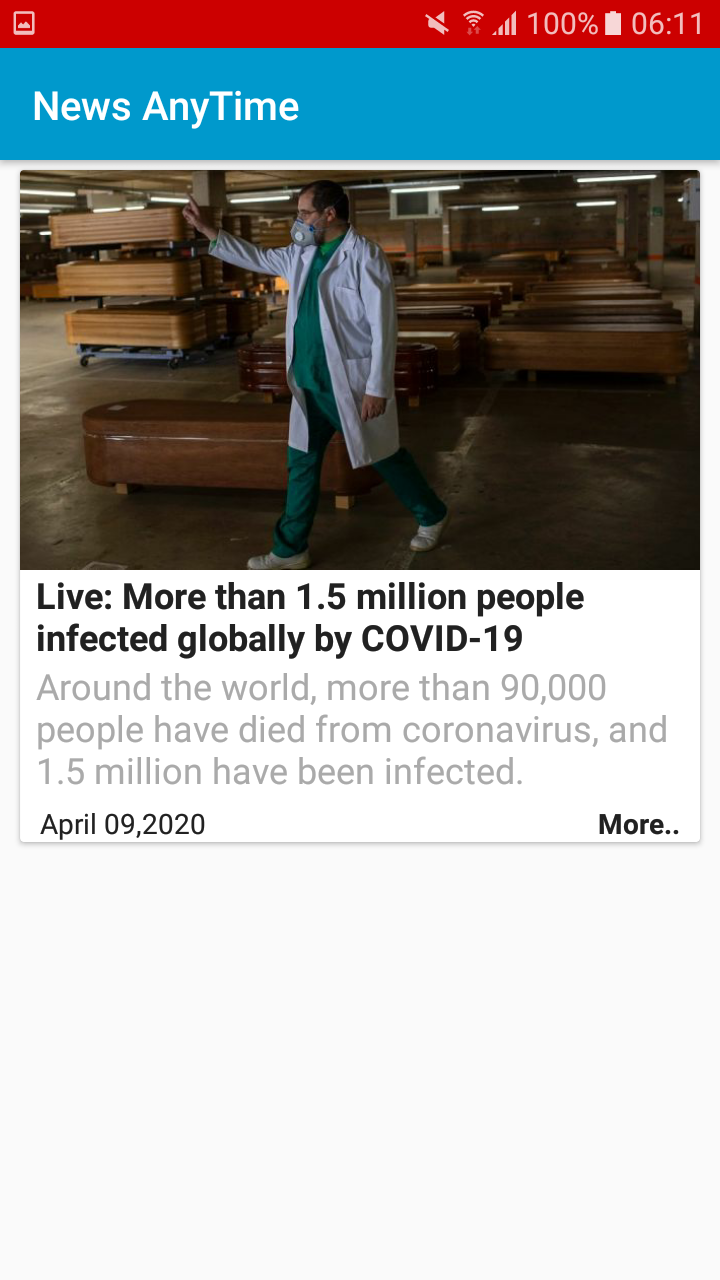 100% 06:11
News AnyTime
Live: More than 1.5 million people
infected globally by COVID-19
Around the world, more than 90,000
people have died from coronavirus, and
1.5 million have been infected.
April 09,2020 More..